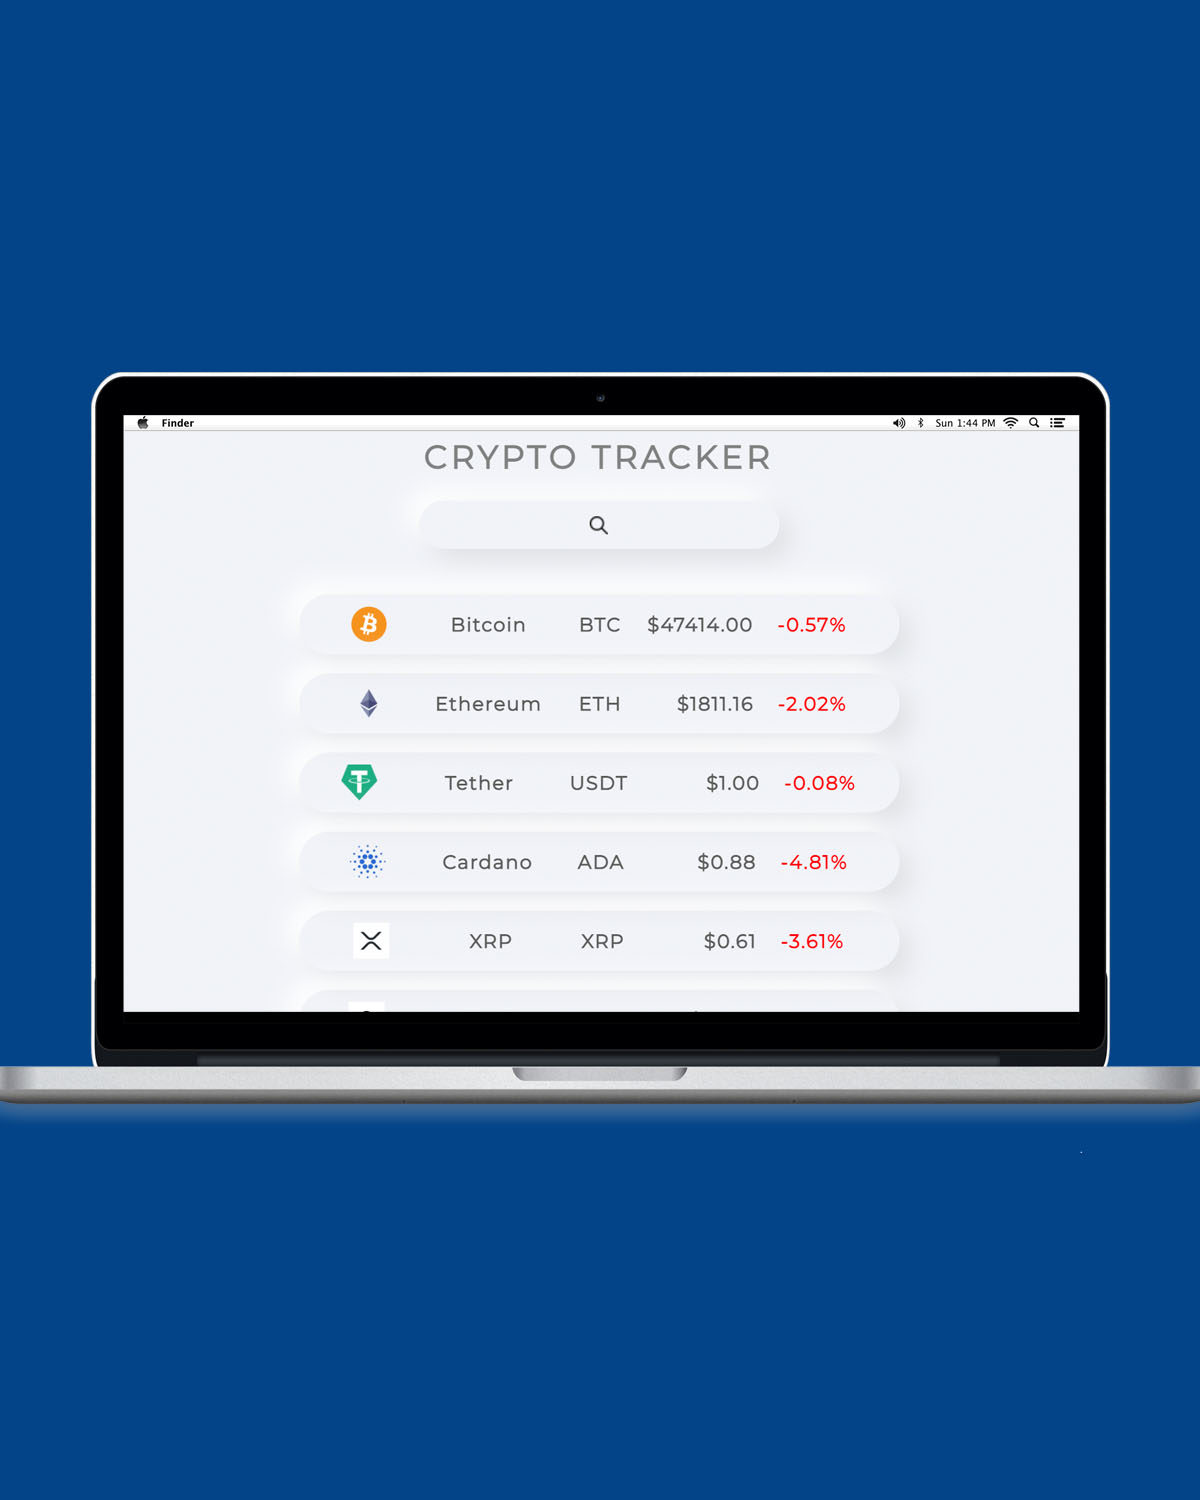 Finder Sun 1:44 PM
CRYPTO TRACKER
Bitcoin BTC $47414.00 -0.57%
Ethereum ETH $1811.16 -2.02%
Tether USDT $1.00 -0.08%
Cardano ADA $0.88 -4.81%
XRP XRP $0.61 -3.61%